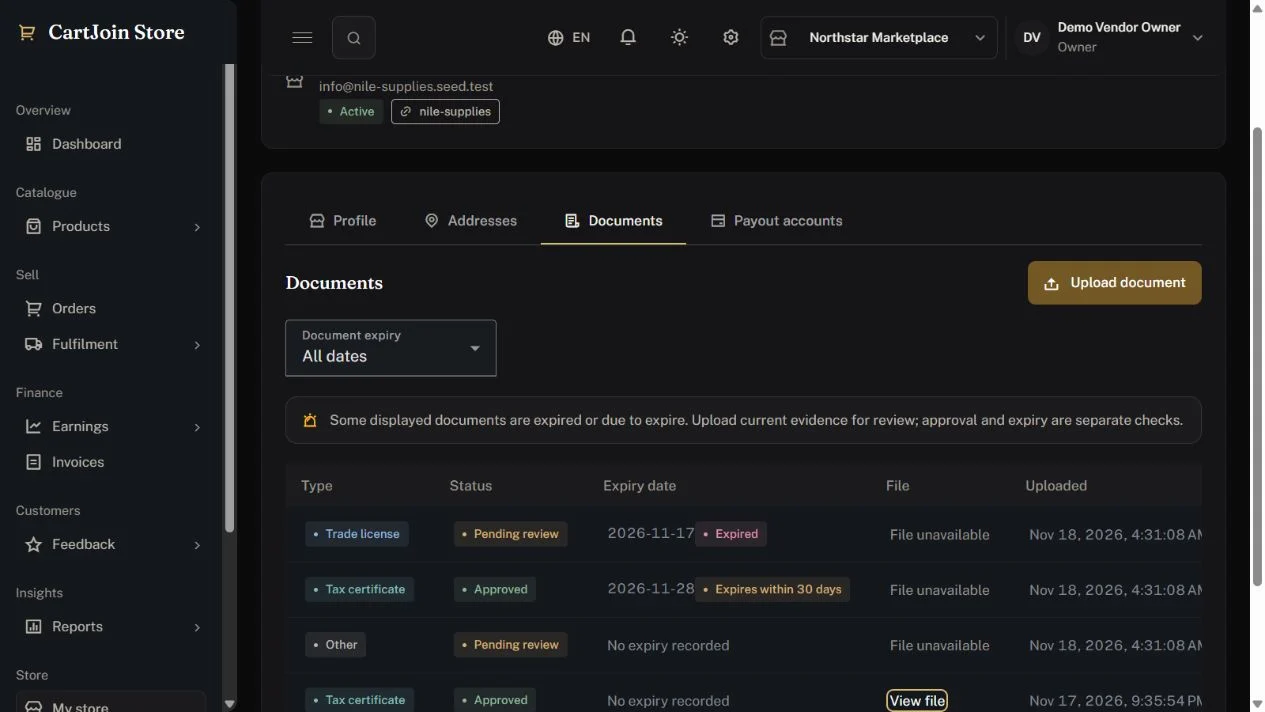 CartJoin Store
Overview
Dashboard
Catalogue
Products
Sell
Orders
Fulfilment
Finance
Earnings
Invoices
Customers
Feedback
Insights
Reports
Store
My store
EN
Northstar Marketplace
DV
Demo Vendor Owner
Owner
info@nile-supplies.seed.test
• Active
nile-supplies
Profile
Addresses
Documents
Payout accounts
Documents
Upload document
Document expiry
All dates
Some displayed documents are expired or due to expire. Upload current evidence for review; approval and expiry are separate checks.
Type Status Expiry date File Uploaded
• Trade license • Pending review 2026-11-17 • Expired File unavailable Nov 18, 2026, 4:31:08 AM
• Tax certificate • Approved 2026-11-28 • Expires within 30 days File unavailable Nov 18, 2026, 4:31:08 AM
• Other • Pending review No expiry recorded File unavailable Nov 18, 2026, 4:31:08 AM
• Tax certificate • Approved No expiry recorded View file Nov 17, 2026, 9:35:54 PM